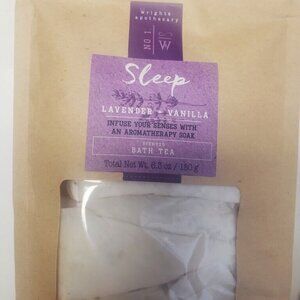 wrights
apothecary
NO 1
S
W
Sleep
LAVENDER + VANILLA
INFUSE YOUR SENSES WITH
AN AROMATHERAPY SOAK
SCENTED
BATH TEA
Total Net Wt. 6.3 oz / 180 g